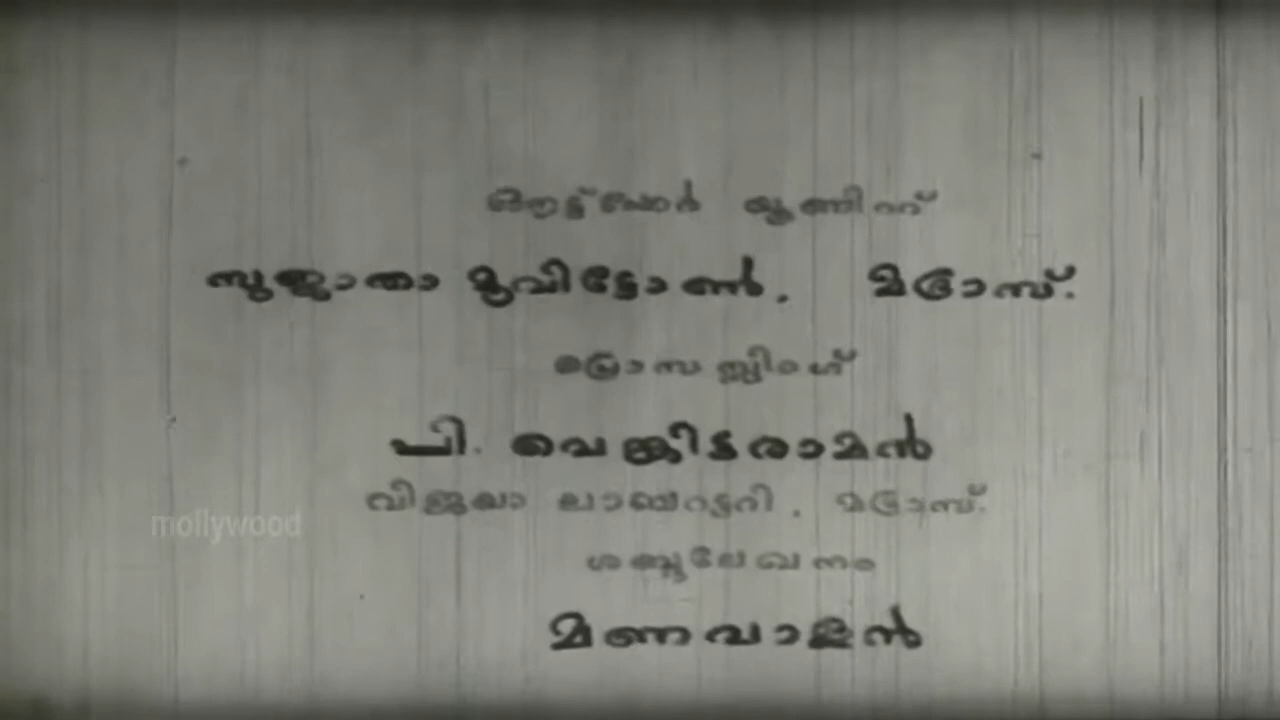 ഔട്ട്ഡോർ യൂണിററ്
സുജാതാ മൂവിട്ടോൺ. മദ്രാസ്.
പ്രോസസ്സിംഗ്
പി. വെങ്കിടരാമൻ
വിജയാ ലാബറട്ടറി. മദ്രാസ്.
ശബ്ദലേഖനം
മണവാളൻ
mollywood